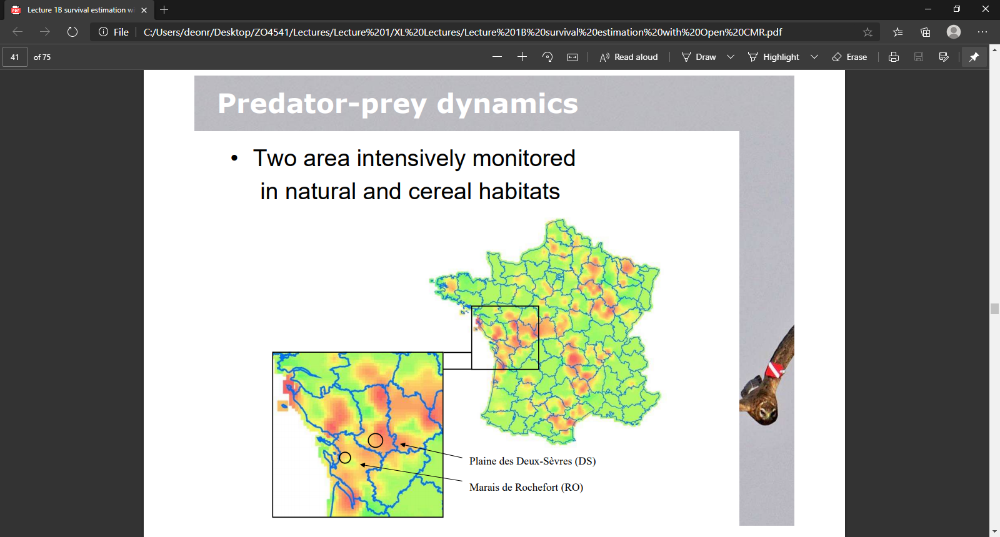 Lecture 1B survival estimation wi
File
C:/Users/deonr/Desktop/ZO4541/Lectures/Lecture%201/XL%20Lectures/Lecture%201B%20survival%20estimation%20with%20Open%20CMR.pdf
41 of 75
Read aloud
Draw
Highlight
Erase
Predator-prey dynamics
• Two area intensively monitored
in natural and cereal habitats
Plaine des Deux-Sèvres (DS)
Marais de Rochefort (RO)